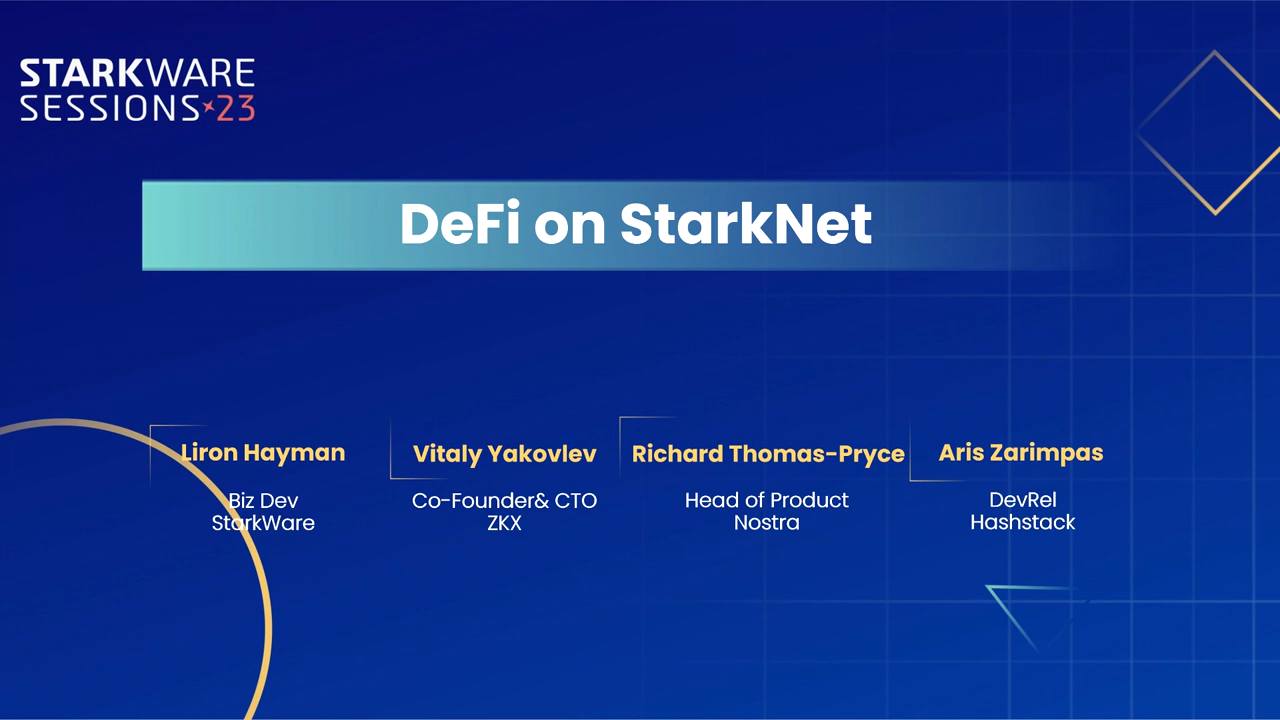 STARKWARE
SESSIONS 23
DeFi on StarkNet
Liron Hayman
Biz Dev
StarkWare
Vitaly Yakovlev
Co-Founder& CTO
ZKX
Richard Thomas-Pryce
Head of Product
Nostra
Aris Zarimpas
DevRel
Hashstack